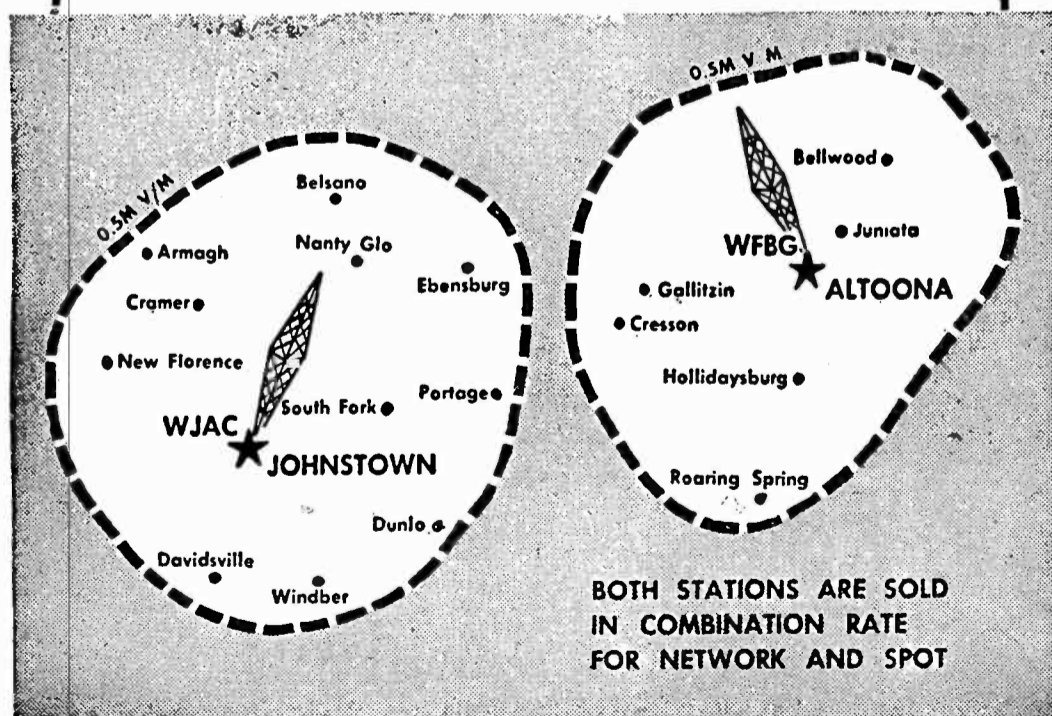 0.5M V/M
Belsano
Armagh
Nanty Glo
Ebensburg
Cramer
New Florence
Portage
South Fork
WJAC
JOHNSTOWN
Dunlo
Davidsville
Windber
0.5M V M
Bellwood
Juniata
WFBG
ALTOONA
Gallitzin
Cresson
Hollidaysburg
Roaring Spring
BOTH STATIONS ARE SOLD
IN COMBINATION RATE
FOR NETWORK AND SPOT